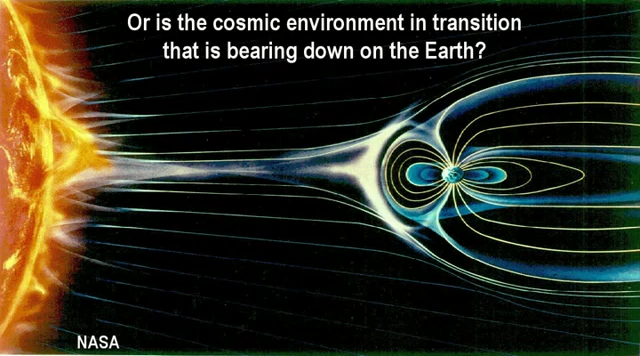 Or is the cosmic environment in transition
that is bearing down on the Earth?
NASA